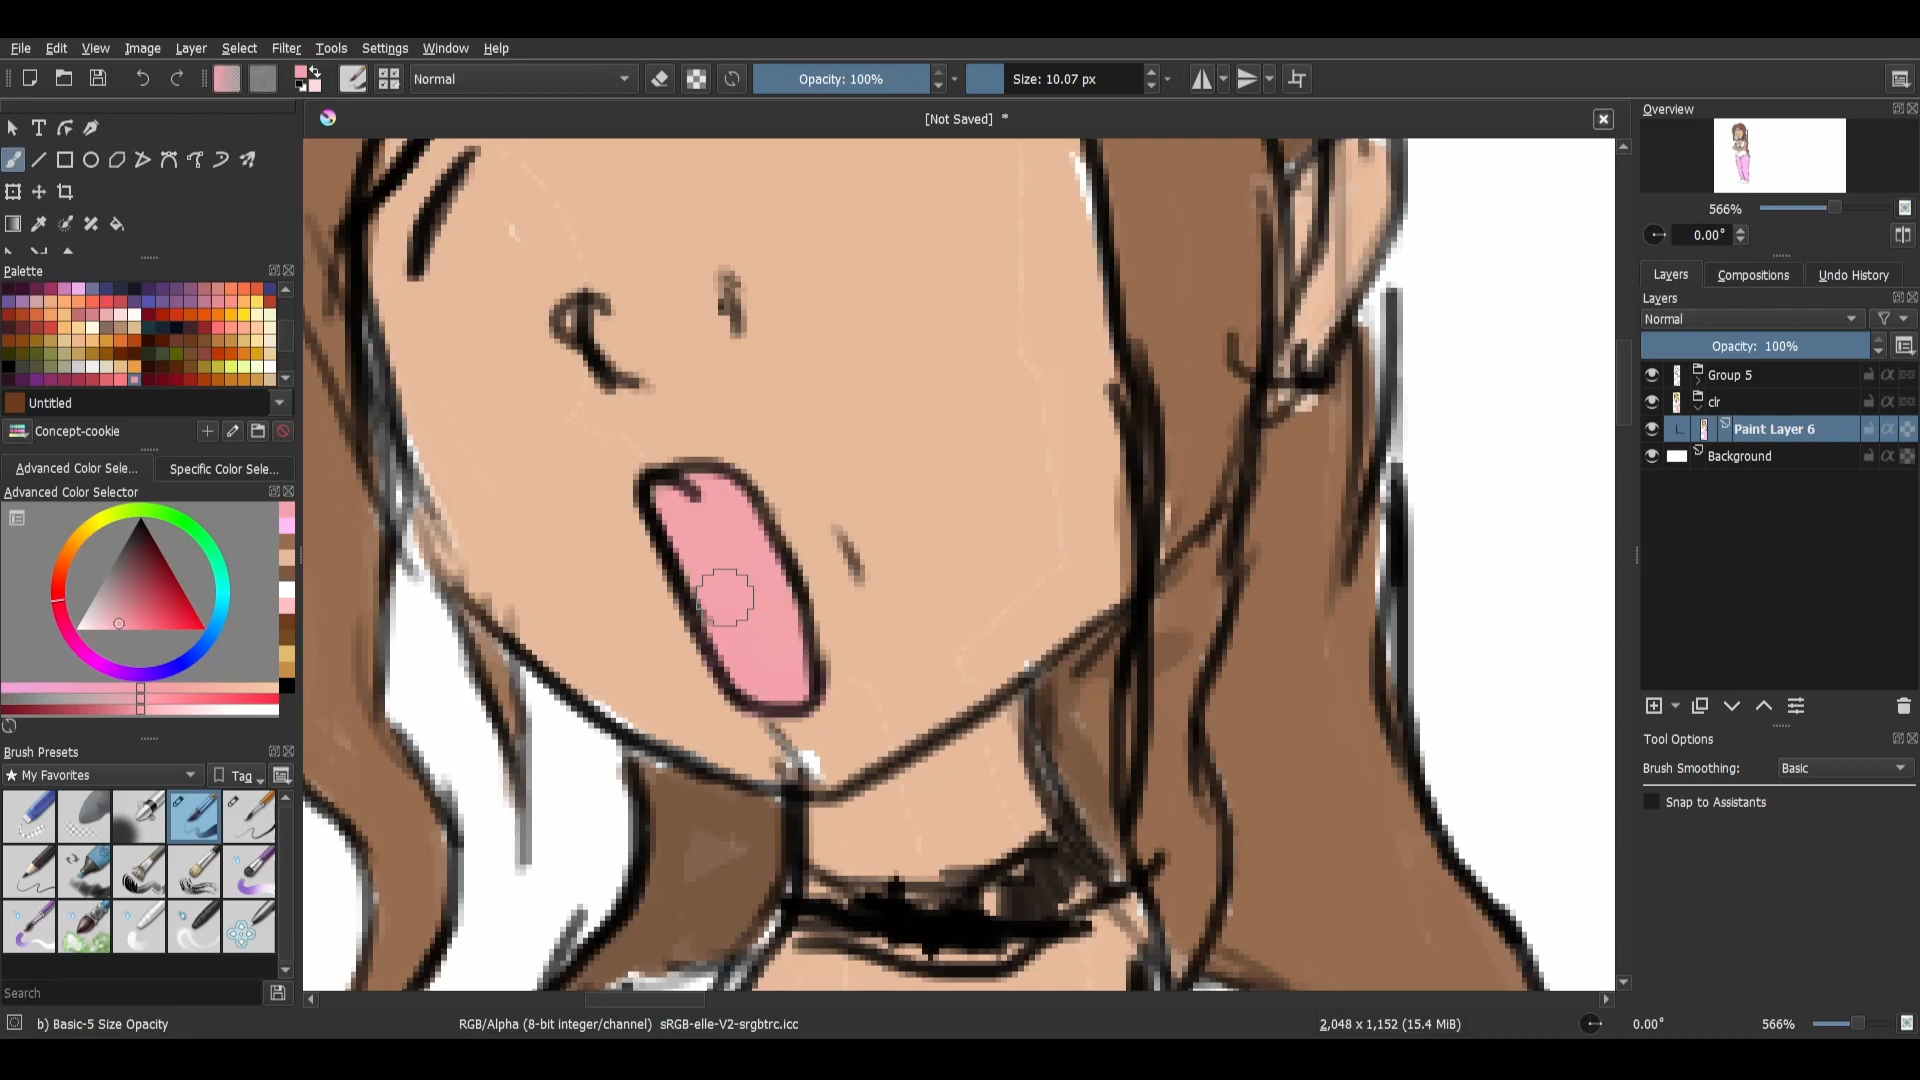 File Edit View Image Layer Select Filter Tools Settings Window Help
Normal Opacity: 100% Size: 10.07 px
[Not Saved] *
T
Palette
Untitled
Concept-cookie
Advanced Color Sele... Specific Color Sele...
Advanced Color Selector
Brush Presets
★ My Favorites Tag
Search
b) Basic-5 Size Opacity
RGB/Alpha (8-bit integer/channel) sRGB-elle-V2-srgbtrc.icc
2,048 x 1,152 (15.4 MiB)
0.00°
566%
Overview
566%
0.00°
Layers Compositions Undo History
Layers
Normal
Opacity: 100%
Group 5
clr
Paint Layer 6
Background
Tool Options
Brush Smoothing: Basic
Snap to Assistants